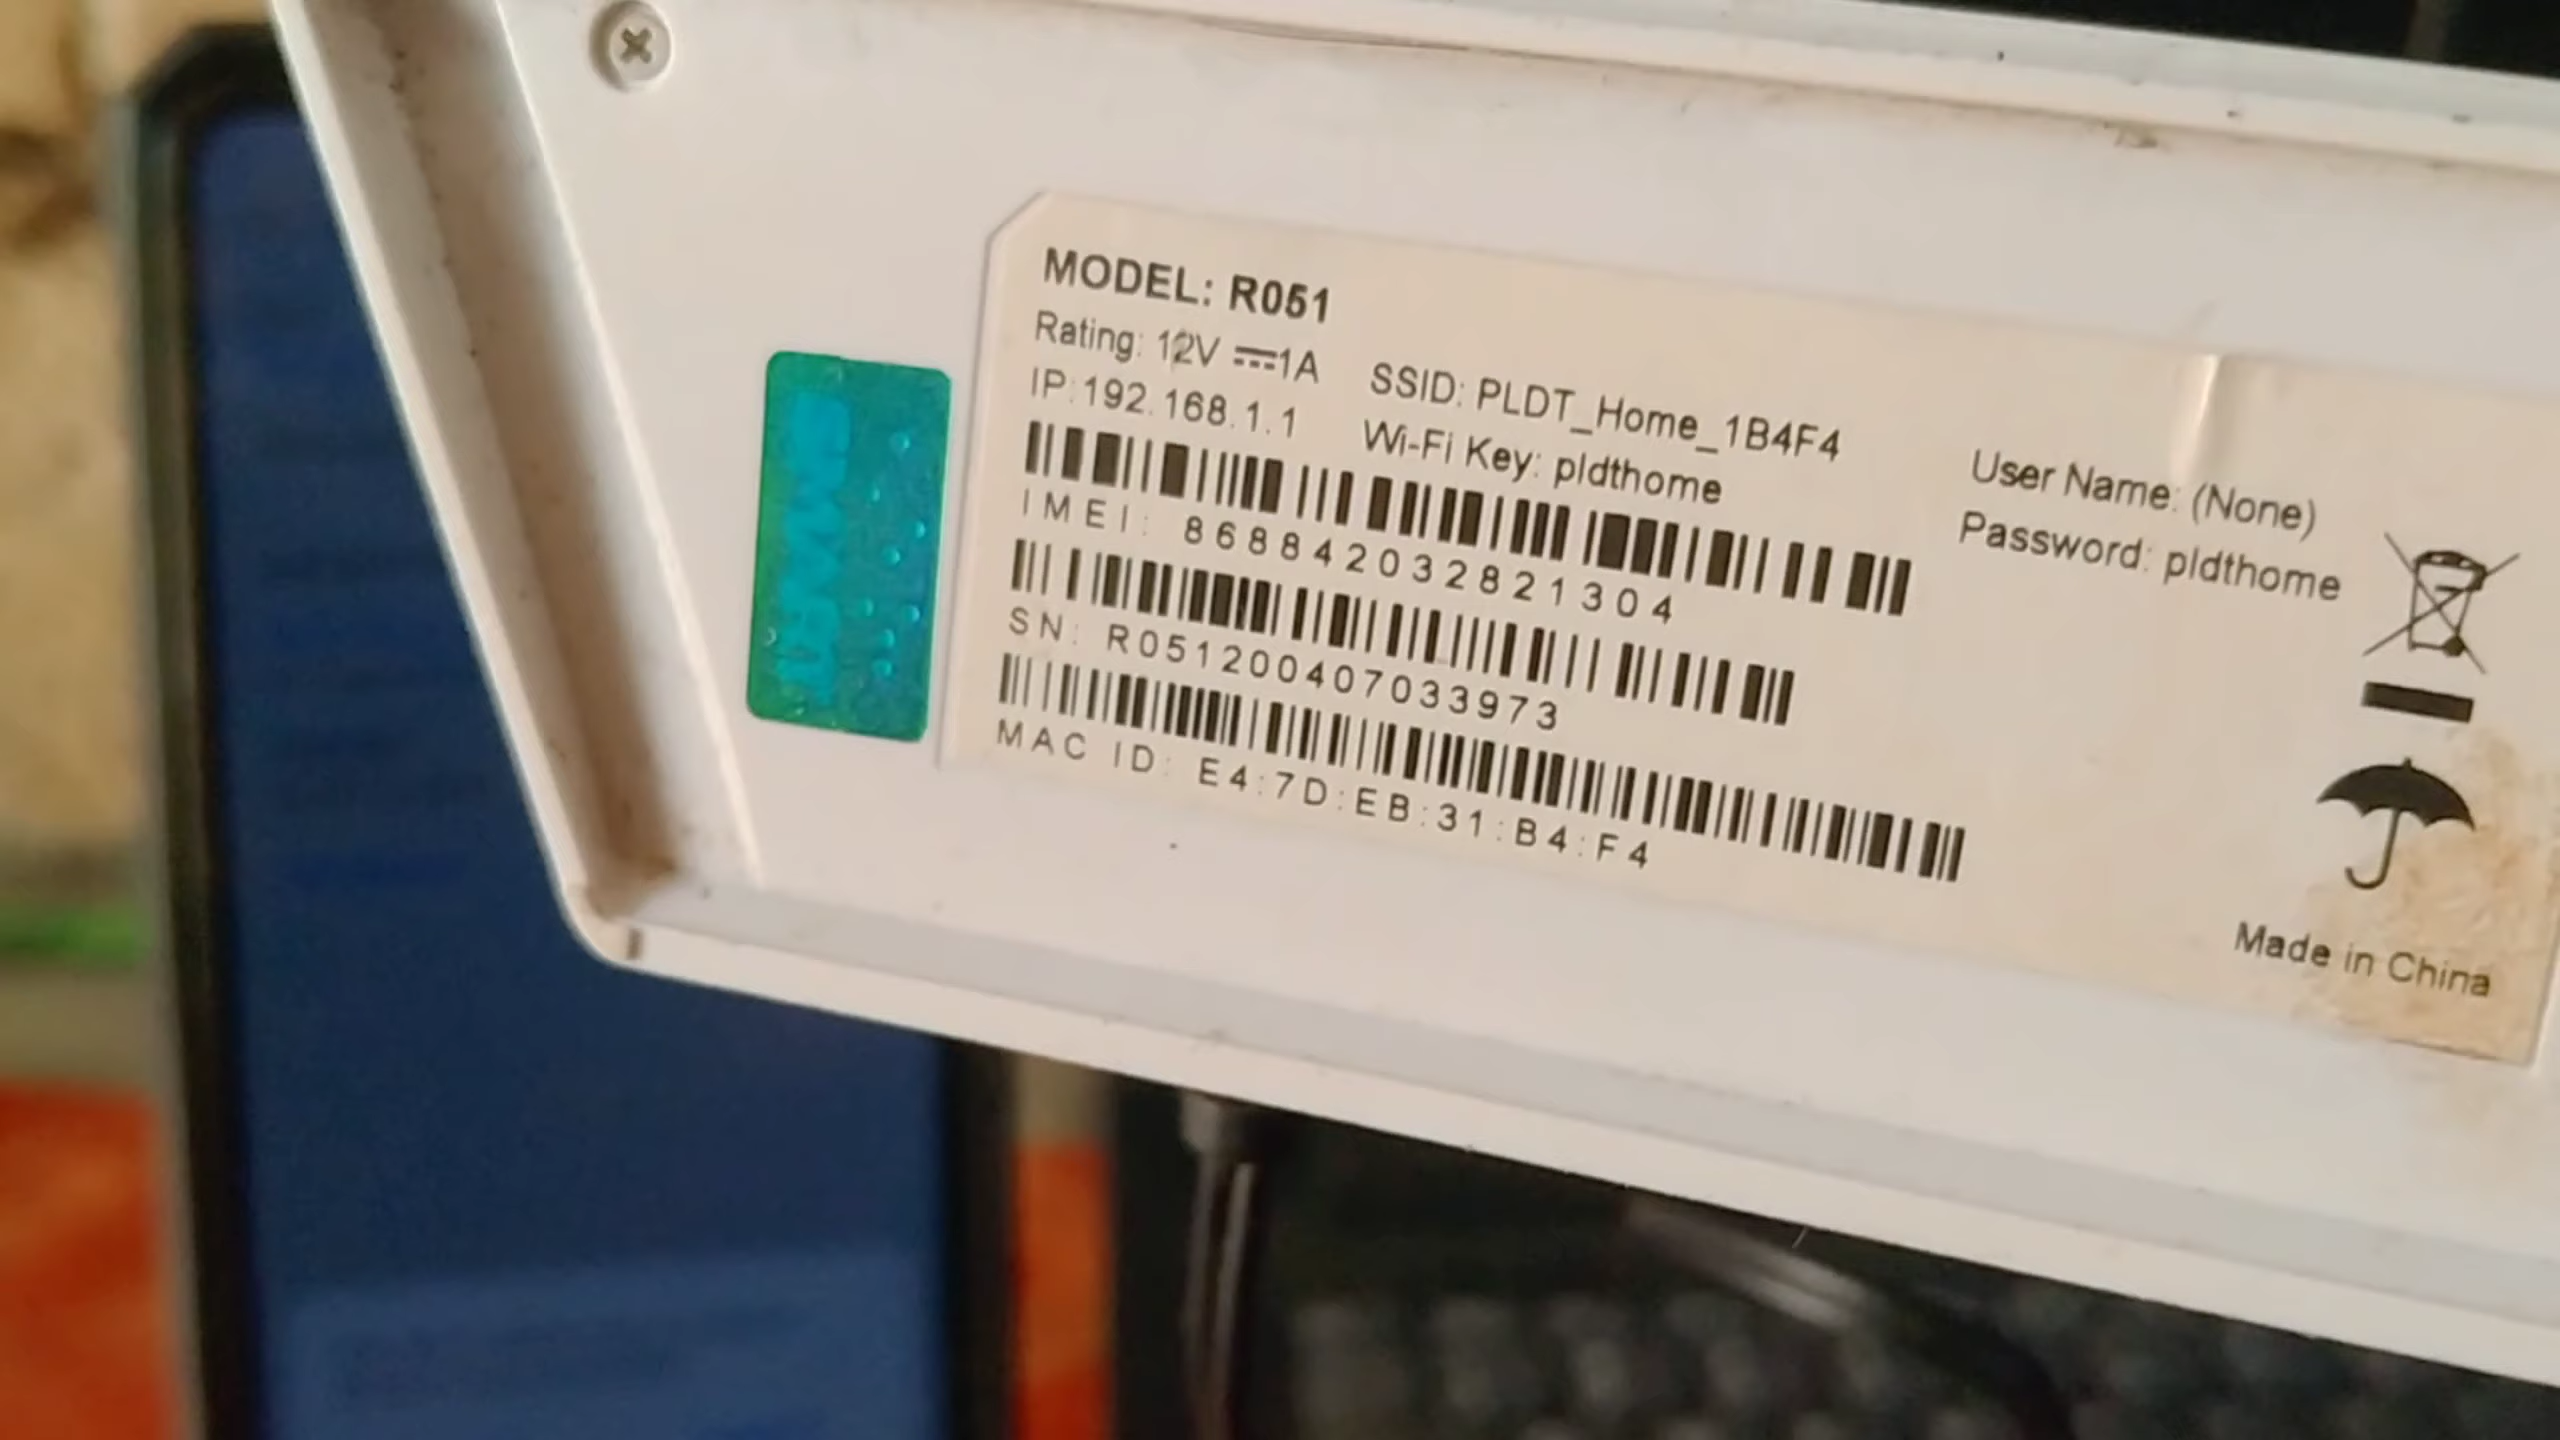 MODEL: R051
Rating: 12V 1A
IP:192.168.1.1
SSID: PLDT_Home_1B4F4
Wi-Fi Key: pldthome
User Name: (None)
Password: pldthome
IMEI: 868842032821304
SN: R051200407033973
MAC ID: E4:7D:EB:31:B4:F4
Made in China